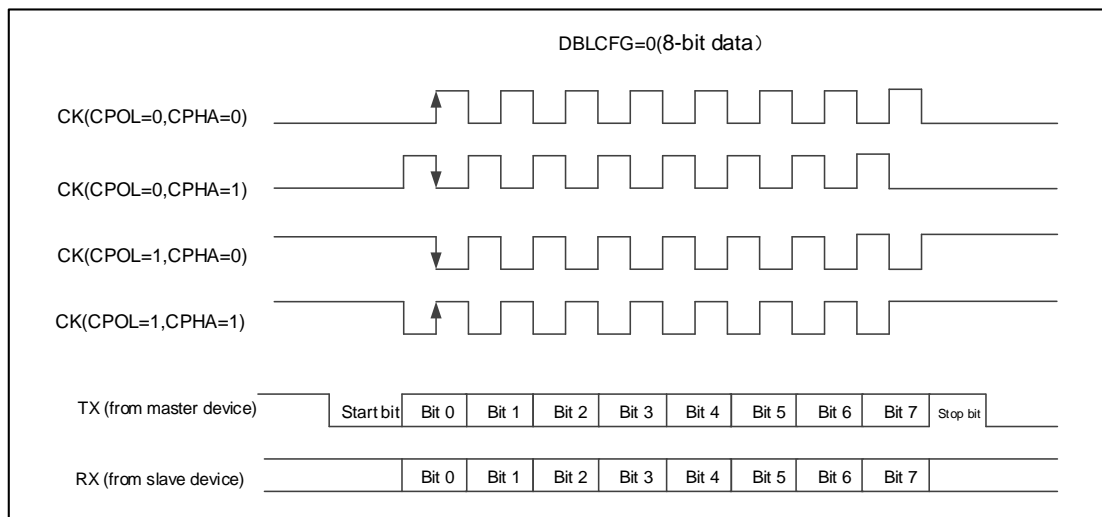 DBLCFG=0(8-bit data）
CK(CPOL=0,CPHA=0)
CK(CPOL=0,CPHA=1)
CK(CPOL=1,CPHA=0)
CK(CPOL=1,CPHA=1)
TX (from master device) Start bit Bit 0 Bit 1 Bit 2 Bit 3 Bit 4 Bit 5 Bit 6 Bit 7 Stop bit
RX (from slave device) Bit 0 Bit 1 Bit 2 Bit 3 Bit 4 Bit 5 Bit 6 Bit 7